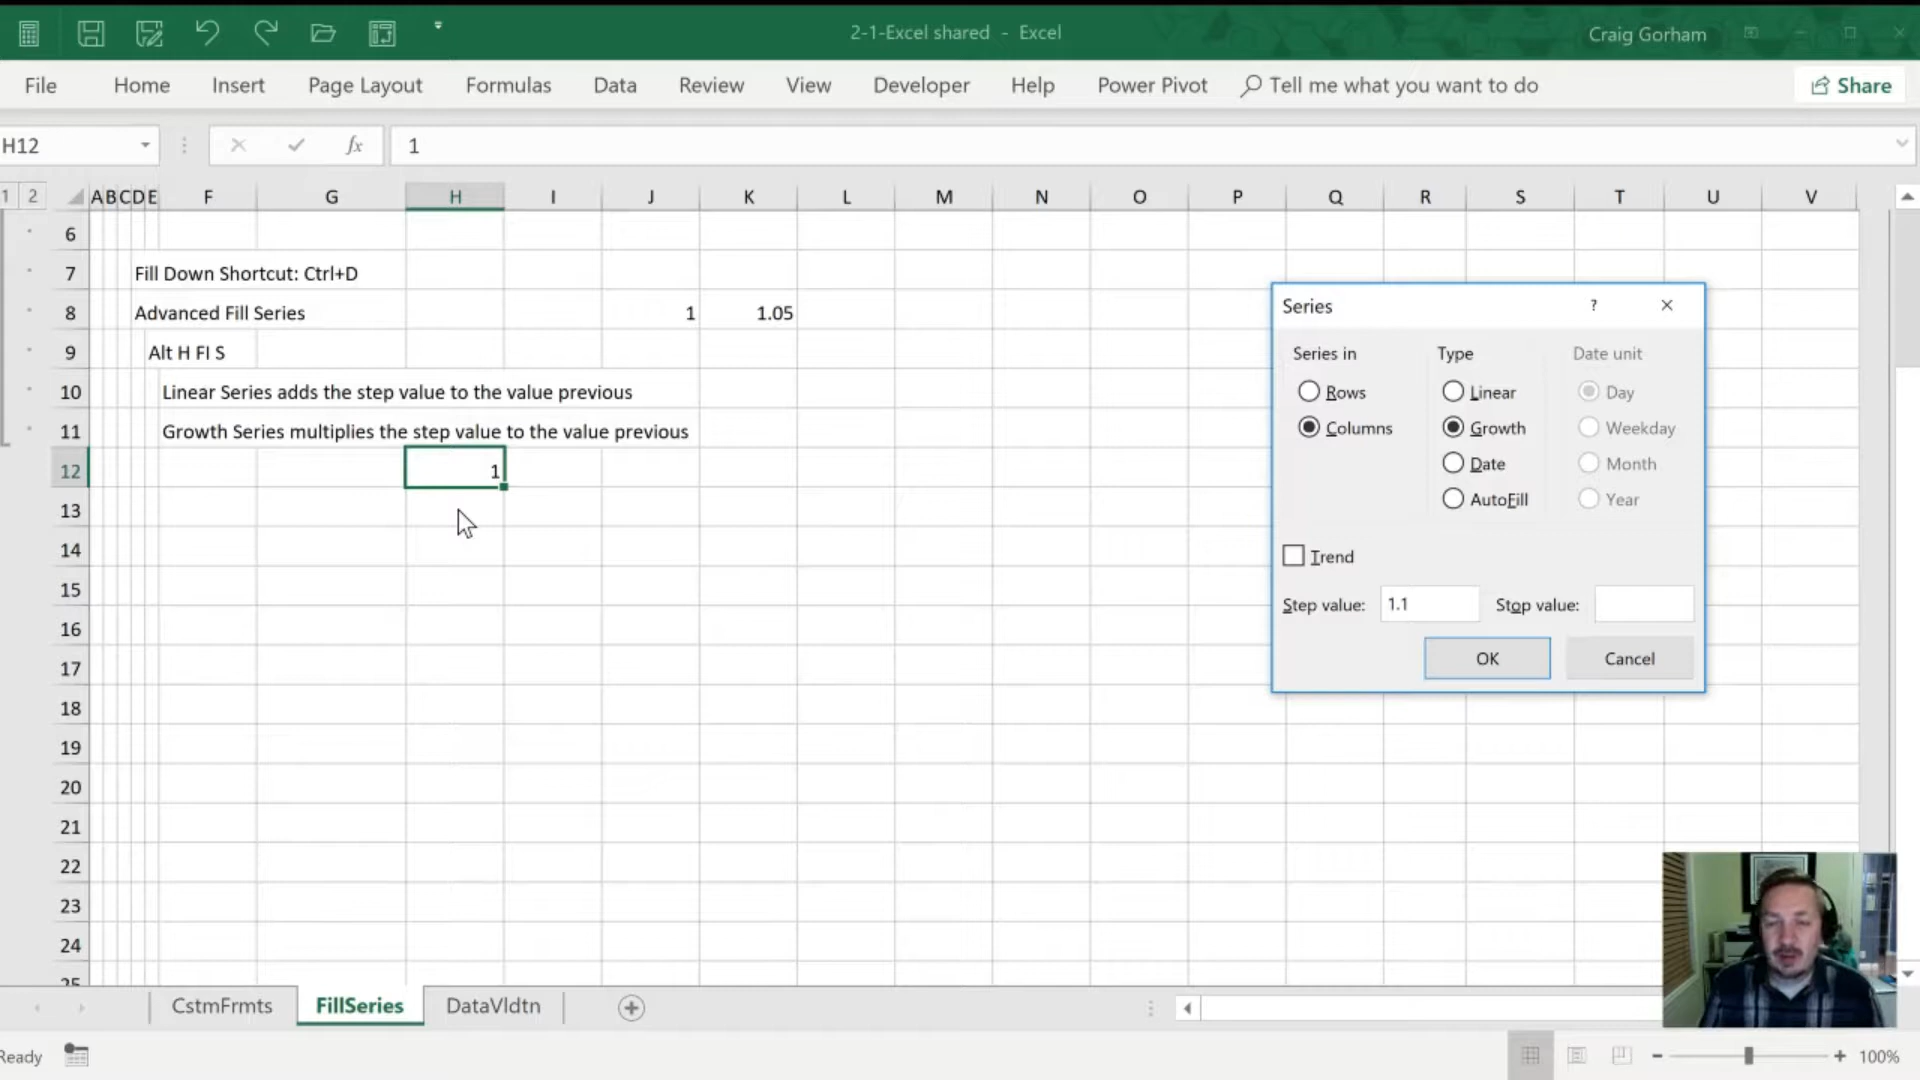 2-1-Excel shared - Excel
Craig Gorham
File Home Insert Page Layout Formulas Data Review View Developer Help Power Pivot Tell me what you want to do Share
H12 fx 1
1 2 A B C D E F G H I J K L M N O P Q R S T U V
6
7 Fill Down Shortcut: Ctrl+D
8 Advanced Fill Series 1 1.05
9 Alt H FI S
10 Linear Series adds the step value to the value previous
11 Growth Series multiplies the step value to the value previous
12 1
13
14
15
16
17
18
19
20
21
22
23
24
25
Series ?
Series in Type Date unit
Rows Linear Day
Columns Growth Weekday
Date Month
AutoFill Year
Trend
Step value: 1.1 Stop value:
OK Cancel
CstmFrmts FillSeries DataVldtn
Ready 100%